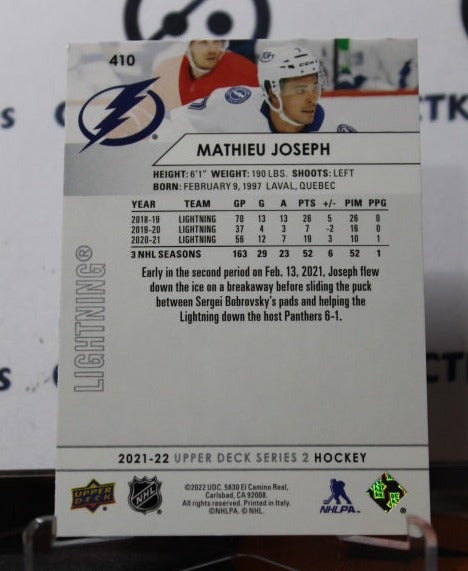 410
MATHIEU JOSEPH
HEIGHT: 6'1" WEIGHT: 190 LBS. SHOOTS: LEFT
BORN: FEBRUARY 9, 1997 LAVAL, QUEBEC
YEAR TEAM GP G A PTS +/- PIM PPG
2018-19 LIGHTNING 70 13 13 26 5 26 0
2019-20 LIGHTNING 37 4 3 7 -2 16 0
2020-21 LIGHTNING 56 12 7 19 3 10 1
3 NHL SEASONS 163 29 23 52 6 52 1
Early in the second period on Feb. 13, 2021, Joseph flew
down the ice on a breakaway before sliding the puck
between Sergei Bobrovsky's pads and helping the
Lightning down the host Panthers 6-1.
LIGHTNING®
2021-22 UPPER DECK SERIES 2 HOCKEY
UPPER DECK
NHL
©2022 UDC. 5830 El Camino Real,
Carlsbad, CA 92008.
All rights reserved. Printed in Italy.
©NHLPA. © NHL.
NHLPA